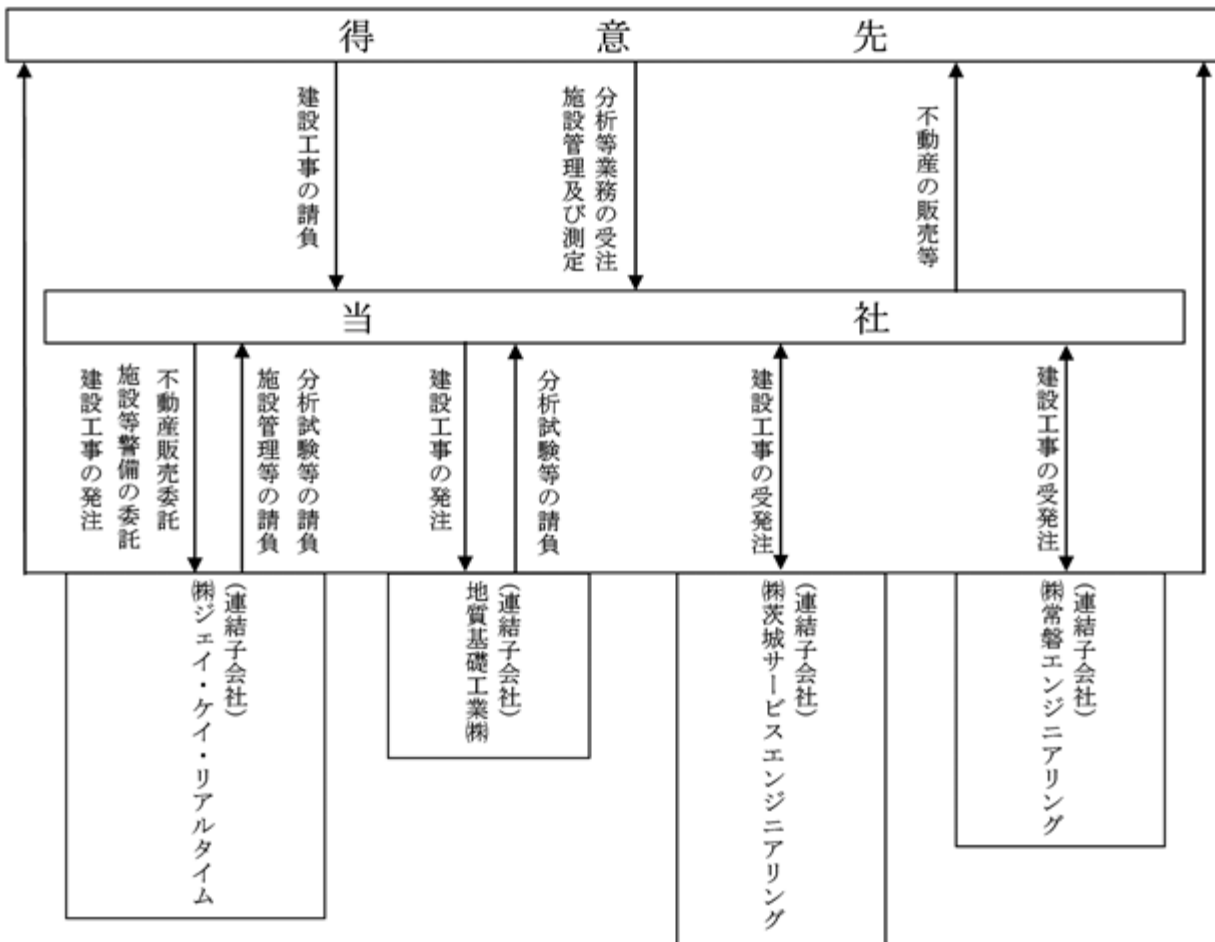 得意先
建設工事の請負
分析等業務の受注
施設管理及び測定
不動産の販売等
当社
不動産販売委託
施設等警備の委託
建設工事の発注
分析試験等の請負
施設管理等の請負
建設工事の発注
分析試験等の請負
建設工事の受発注
建設工事の受発注
(連結子会社)
㈱ジェイ・ケイ・リアルタイム
(連結子会社)
地質基礎工業㈱
(連結子会社)
㈱茨城サービスエンジニアリング
(連結子会社)
㈱常磐エンジニアリング